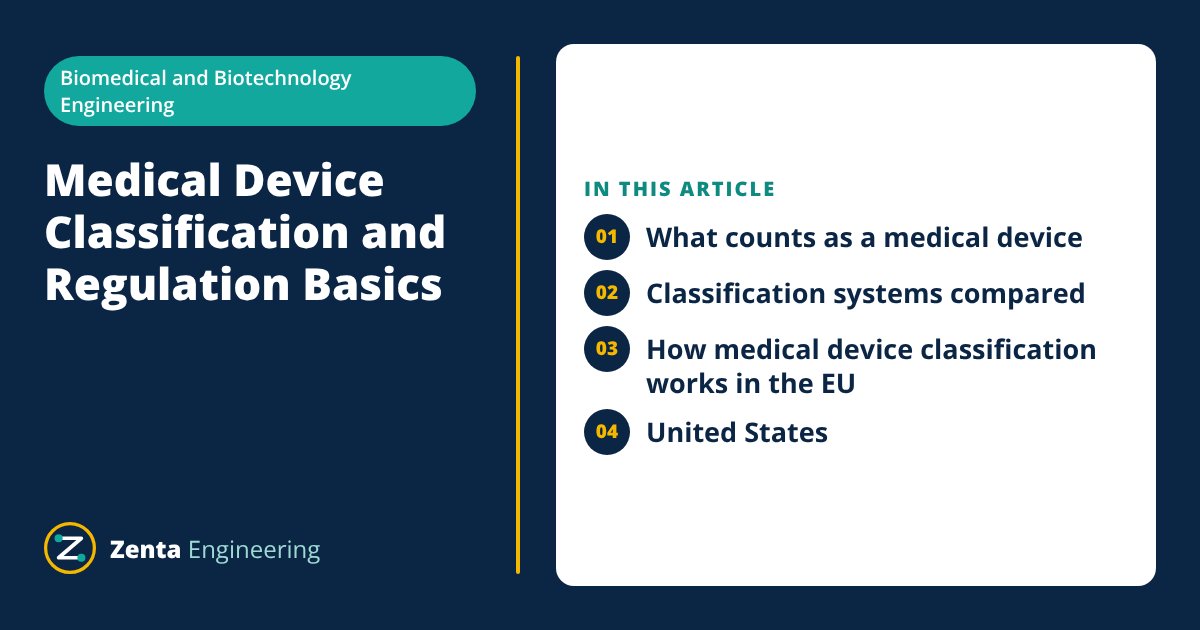 Biomedical and Biotechnology
Engineering
Medical Device
Classification and
Regulation Basics
Zenta Engineering
IN THIS ARTICLE
01 What counts as a medical device
02 Classification systems compared
03 How medical device classification
works in the EU
04 United States